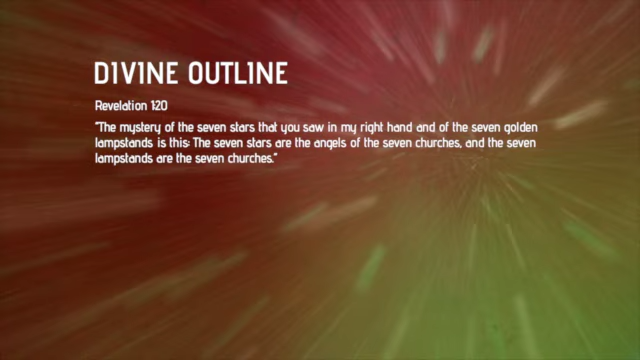 DIVINE OUTLINE
Revelation 1:20
"The mystery of the seven stars that you saw in my right hand and of the seven golden
lampstands is this: The seven stars are the angels of the seven churches, and the seven
lampstands are the seven churches."